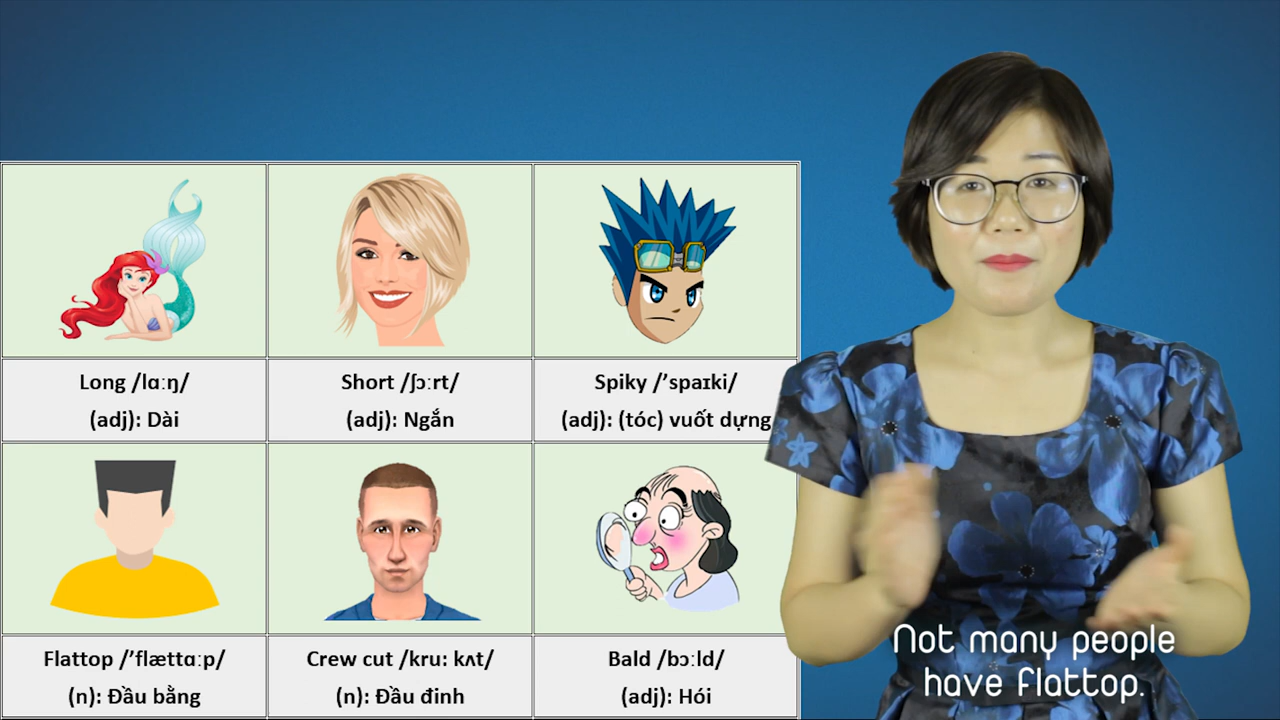 Long /lɑːŋ/
(adj): Dài
Short /ʃɔːrt/
(adj): Ngắn
Spiky /’spaɪki/
(adj): (tóc) vuốt dựng
Flattop /’flættɑːp/
(n): Đầu bằng
Crew cut /kruː kʌt/
(n): Đầu đinh
Bald /bɔːld/
(adj): Hói
Not many people
have flattop.